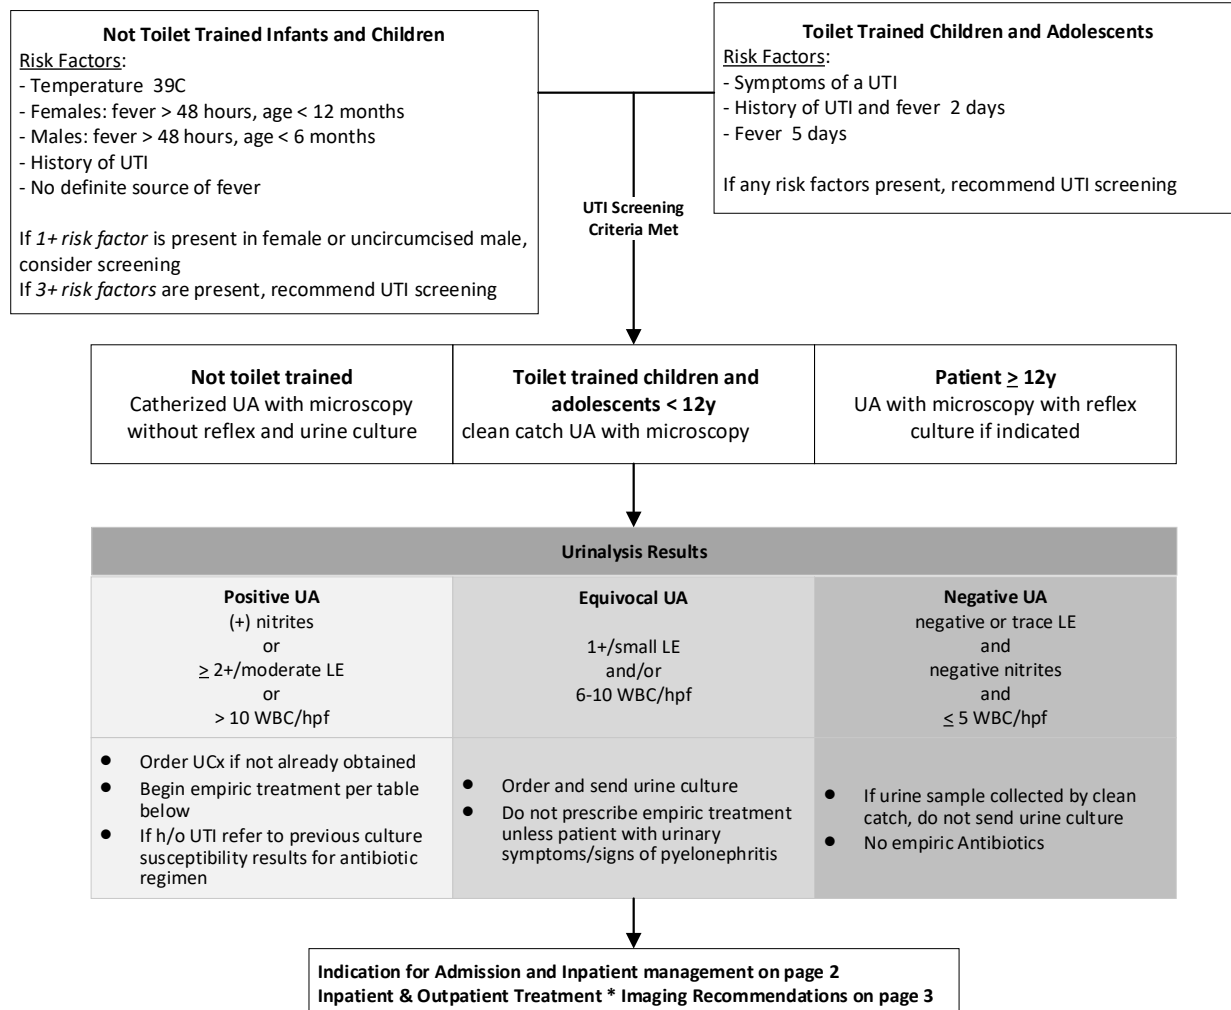 Not Toilet Trained Infants and Children
Risk Factors:
- Temperature 39C
- Females: fever > 48 hours, age < 12 months
- Males: fever > 48 hours, age < 6 months
- History of UTI
- No definite source of fever
If 1+ risk factor is present in female or uncircumcised male,
consider screening
If 3+ risk factors are present, recommend UTI screening
Toilet Trained Children and Adolescents
Risk Factors:
- Symptoms of a UTI
- History of UTI and fever 2 days
- Fever 5 days
If any risk factors present, recommend UTI screening
UTI Screening
Criteria Met
Not toilet trained
Catherized UA with microscopy
without reflex and urine culture
Toilet trained children and
adolescents < 12y
clean catch UA with microscopy
Patient ≥ 12y
UA with microscopy with reflex
culture if indicated
Urinalysis Results
Positive UA
(+) nitrites
or
≥ 2+/moderate LE
or
> 10 WBC/hpf
Equivocal UA
1+/small LE
and/or
6-10 WBC/hpf
Negative UA
negative or trace LE
and
negative nitrites
and
≤ 5 WBC/hpf
● Order UCx if not already obtained
● Begin empiric treatment per table
below
● If h/o UTI refer to previous culture
susceptibility results for antibiotic
regimen
● Order and send urine culture
● Do not prescribe empiric treatment
unless patient with urinary
symptoms/signs of pyelonephritis
● If urine sample collected by clean
catch, do not send urine culture
● No empiric Antibiotics
Indication for Admission and Inpatient management on page 2
Inpatient & Outpatient Treatment * Imaging Recommendations on page 3